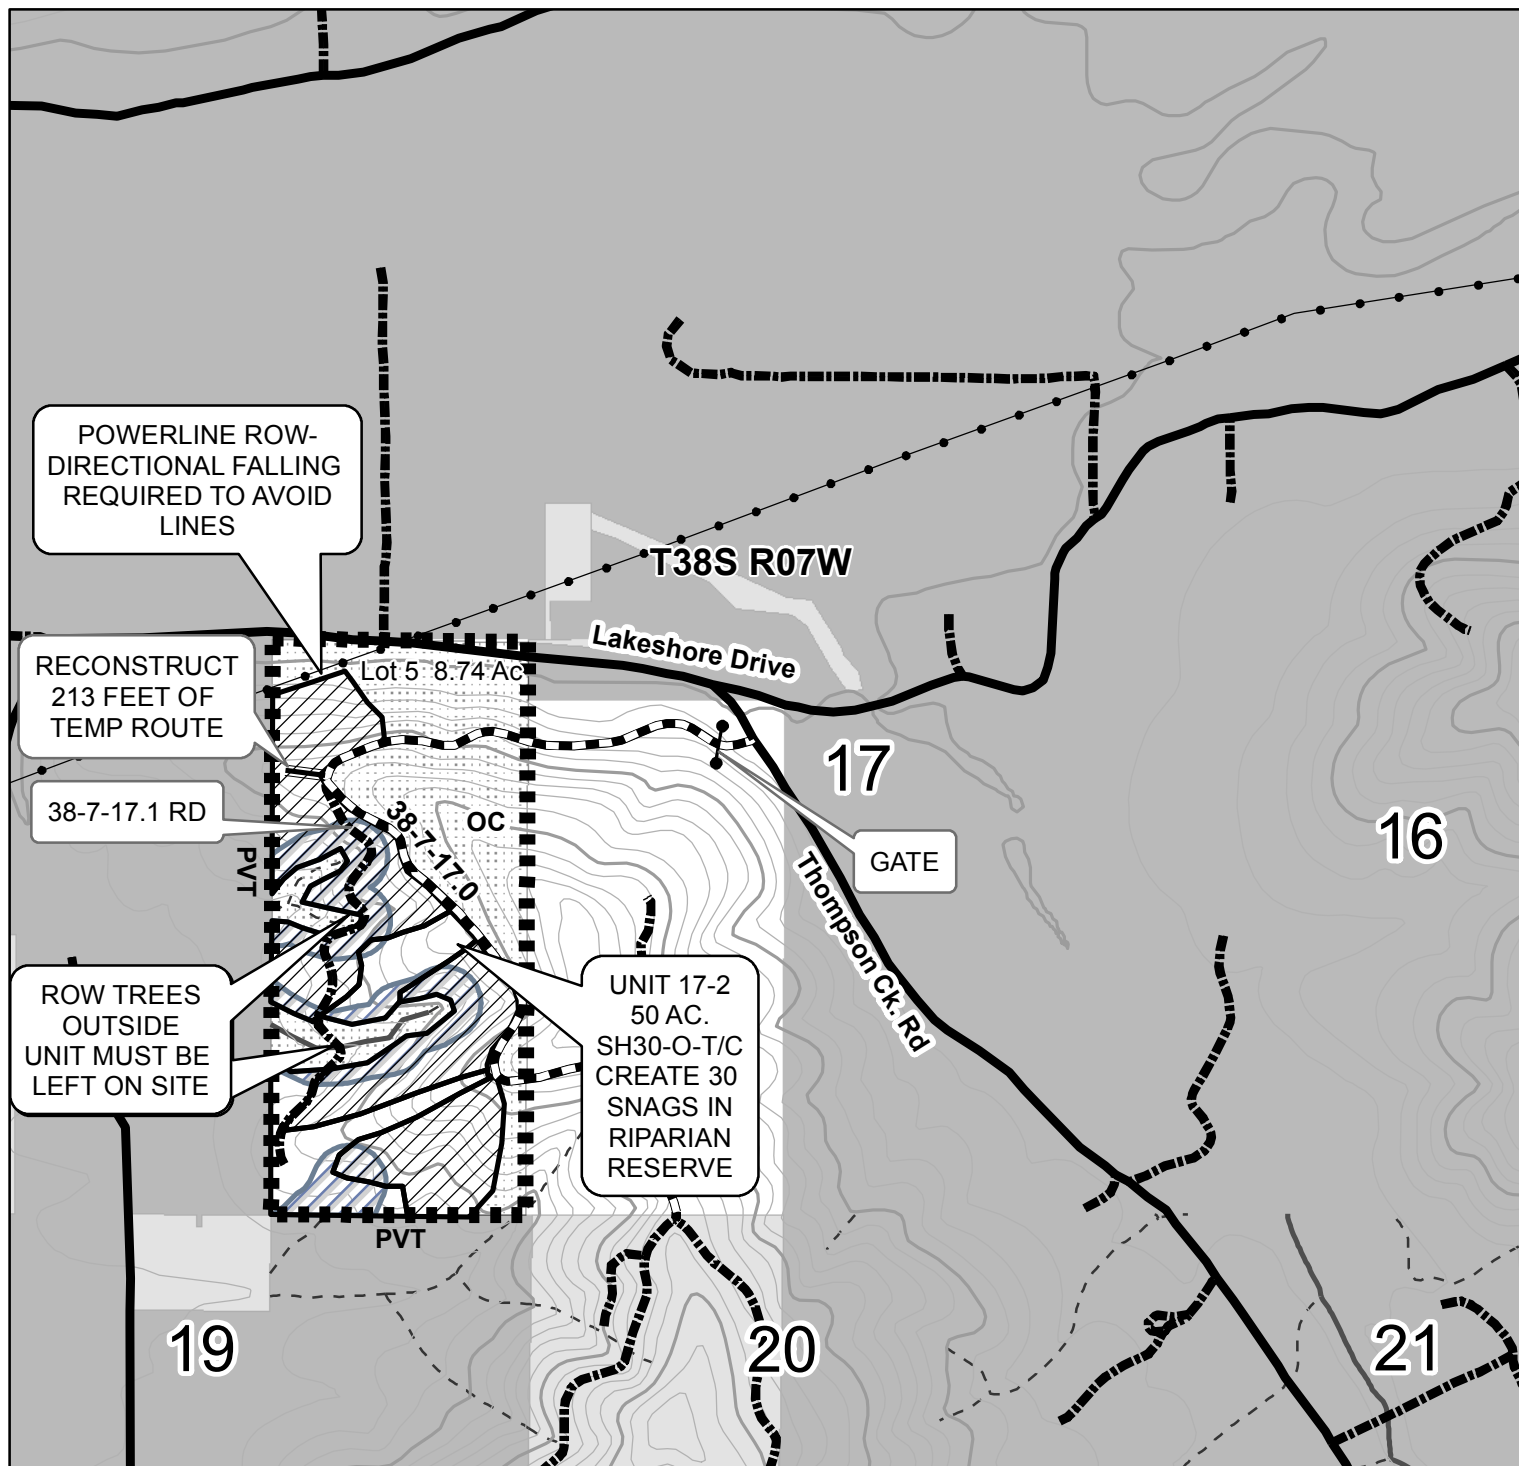 POWERLINE ROW-
DIRECTIONAL FALLING
REQUIRED TO AVOID
LINES
T38S R07W
Lakeshore Drive
RECONSTRUCT
213 FEET OF
TEMP ROUTE
Lot 5 8.74 Ac
17
38-7-17.1 RD
38-7-17.0
OC
16
GATE
PVT
Thompson Ck. Rd
ROW TREES
OUTSIDE
UNIT MUST BE
LEFT ON SITE
UNIT 17-2
50 AC.
SH30-O-T/C
CREATE 30
SNAGS IN
RIPARIAN
RESERVE
PVT
19
20
21